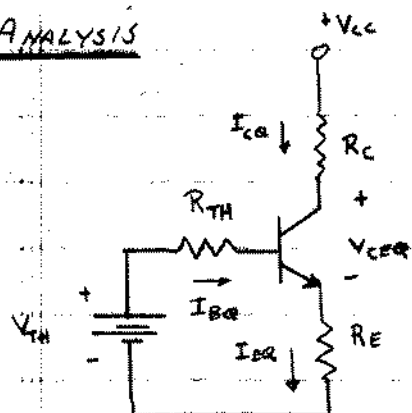 ANALYSIS
+VCC
ICQ
RC
RTH
+
VCEQ
-
+
IBQ
VTH
-
IEQ
RE